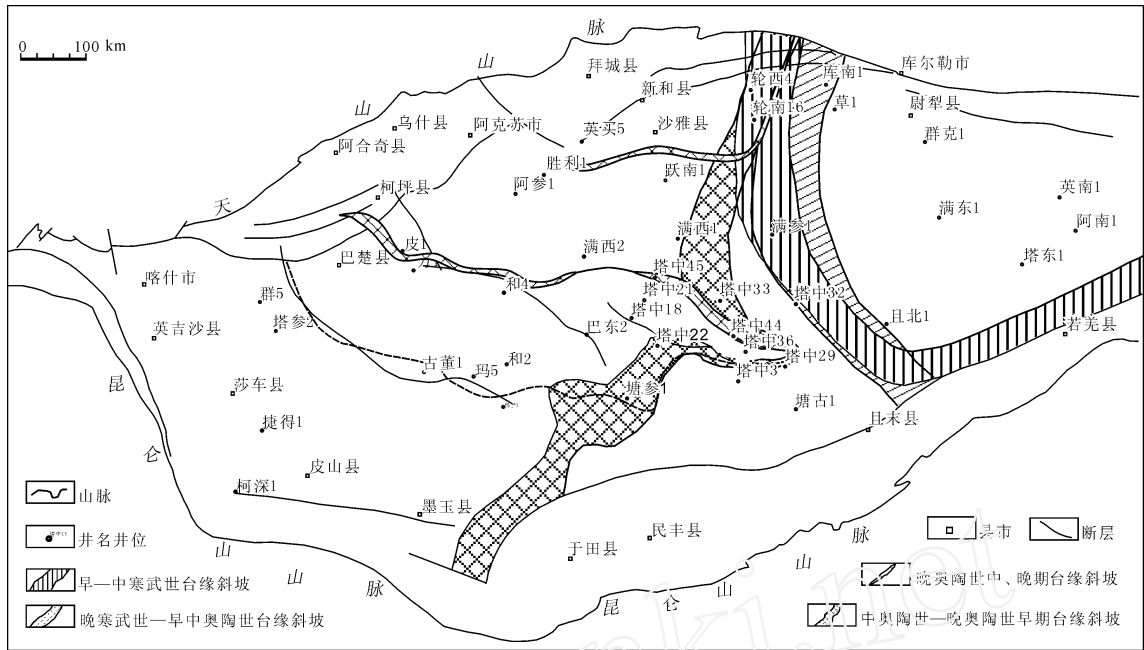 0 100 km
天
山
山
脉
拜城县
新和县
库尔勒市
轮西4
库南1
轮南16
草1
尉犁县
群克1
乌什县
阿克苏市
英买5
沙雅县
阿合奇县
胜利1
跃南1
阿参1
柯坪县
英南1
满东1
阿南1
满西1
满参1
满西2
皮1
方1
巴楚县
塔中45
塔东1
喀什市
和4
塔中21
塔中33
塔中32
群5
塔中18
且北1
若羌县
塔参2
英吉沙县
巴东2
塔中22
塔中44
塔中36
塔中29
古董1
玛5
和2
塔中3
昆
莎车县
塘参1
塘古1
且末县
捷得1
仑
皮山县
柯深1
墨玉县
民丰县
于田县
山
山
脉
昆
仑
山
山
脉
山脉
井名井位
早—中寒武世台缘斜坡
晚寒武世—早中奥陶世台缘斜坡
县市
断层
晚奥陶世中、晚期台缘斜坡
中奥陶世—晚奥陶世早期台缘斜坡